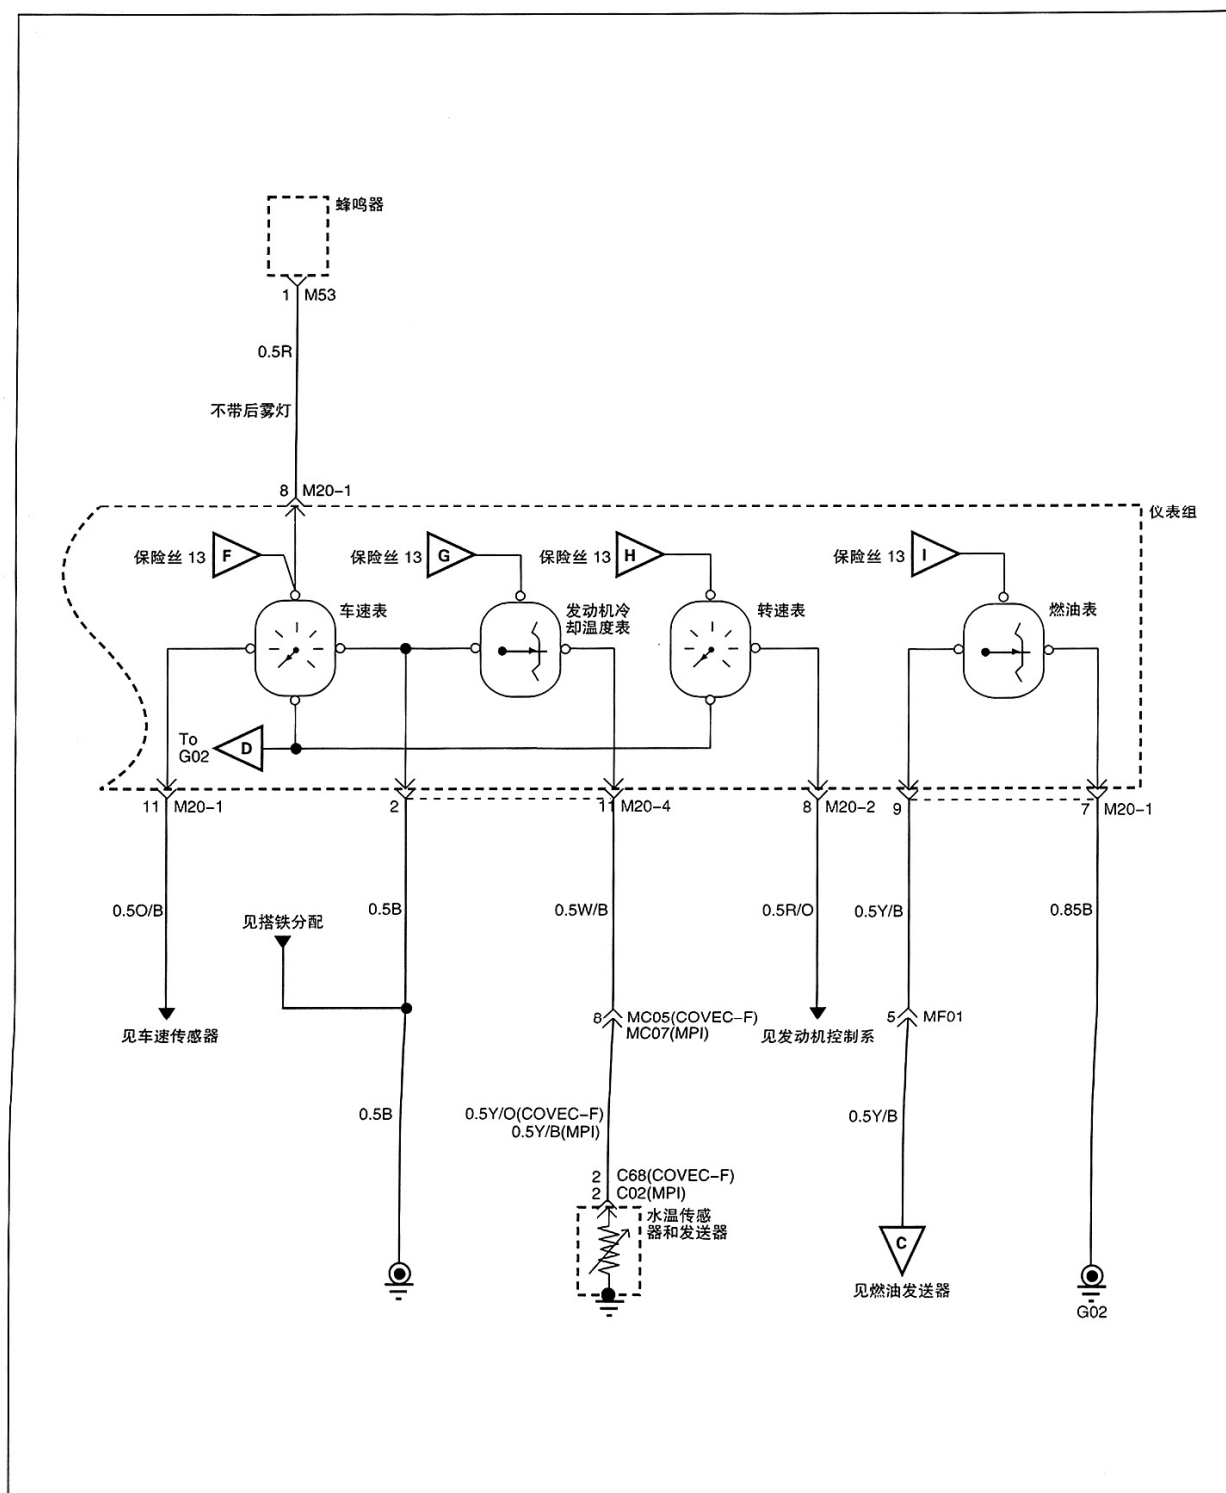 蜂鸣器
1 M53
0.5R
不带后雾灯
8 M20-1
仪表组
保险丝 13 F
保险丝 13 G
保险丝 13 H
保险丝 13 I
车速表
发动机冷
却温度表
转速表
燃油表
To
G02
D
11 M20-1
2
11 M20-4
8 M20-2
9
7 M20-1
0.5O/B
见搭铁分配
0.5B
0.5W/B
0.5R/O
0.5Y/B
0.85B
见车速传感器
8 MC05(COVEC-F)
MC07(MPI)
见发动机控制系
5 MF01
0.5B
0.5Y/O(COVEC-F)
0.5Y/B(MPI)
0.5Y/B
2 C68(COVEC-F)
2 C02(MPI)
水温传感
器和发送器
C
见燃油发送器
G02